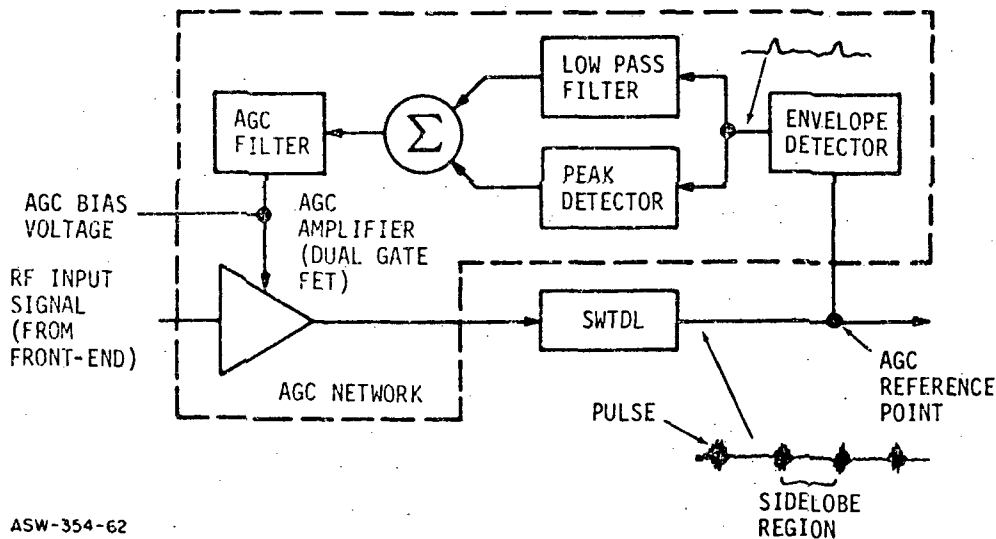 LOW PASS
FILTER
ENVELOPE
DETECTOR
AGC
FILTER
Σ
PEAK
DETECTOR
AGC BIAS
VOLTAGE
AGC
AMPLIFIER
(DUAL GATE
FET)
RF INPUT
SIGNAL
(FROM
FRONT-END)
SWTDL
AGC NETWORK
AGC
REFERENCE
POINT
PULSE
SIDELOBE
REGION
ASW-354-62